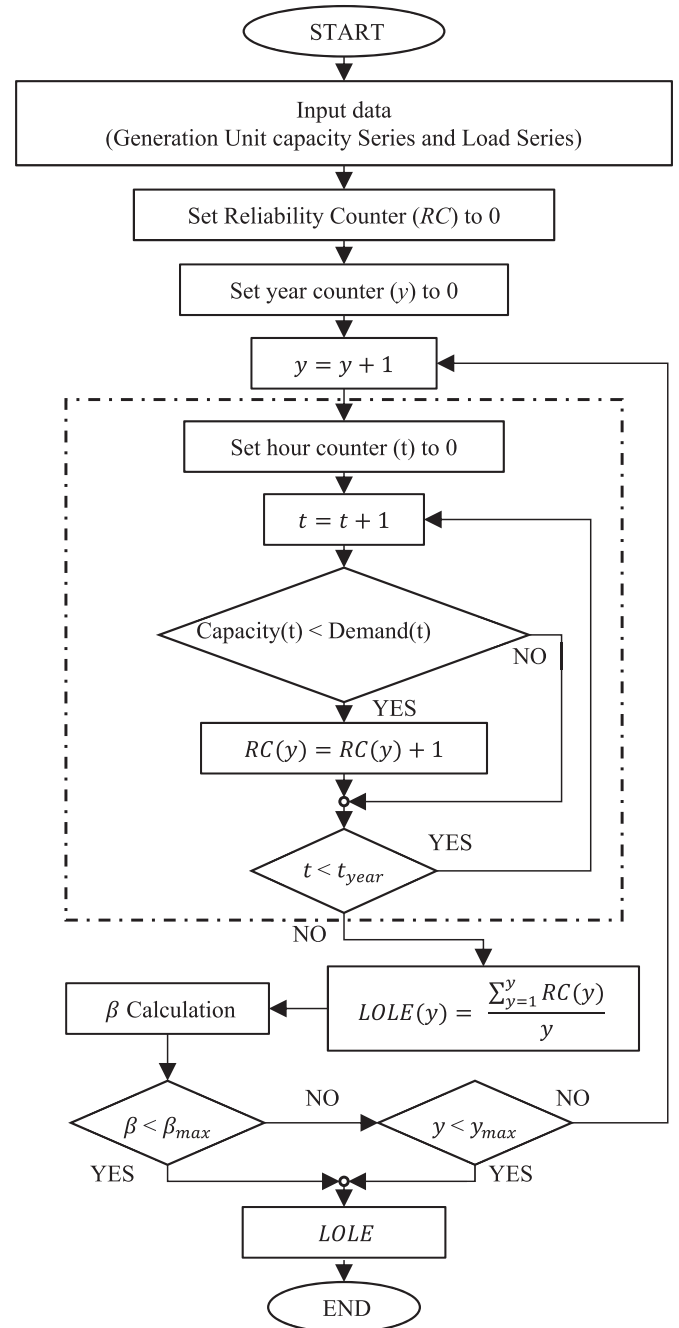 START
Input data
(Generation Unit capacity Series and Load Series)
Set Reliability Counter (RC) to 0
Set year counter (y) to 0
y = y + 1
Set hour counter (t) to 0
t = t + 1
Capacity(t) < Demand(t)
NO
YES
RC(y) = RC(y) + 1
YES
t < t_year
NO
LOLE(y) = \frac{\sum_{y=1}^{y} RC(y)}{y}
β Calculation
β < β_max
NO
y < y_max
NO
YES
YES
LOLE
END